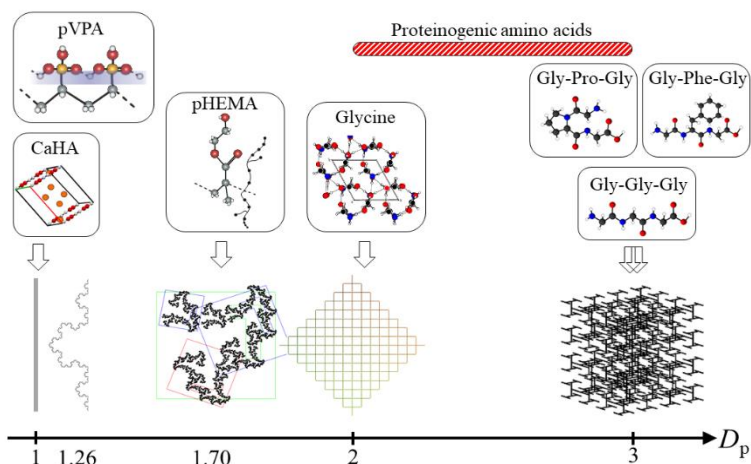 pVPA
Proteinogenic amino acids
Gly-Pro-Gly
Gly-Phe-Gly
pHEMA
Glycine
CaHA
Gly-Gly-Gly
1
1.26
1.70
2
3
Dp